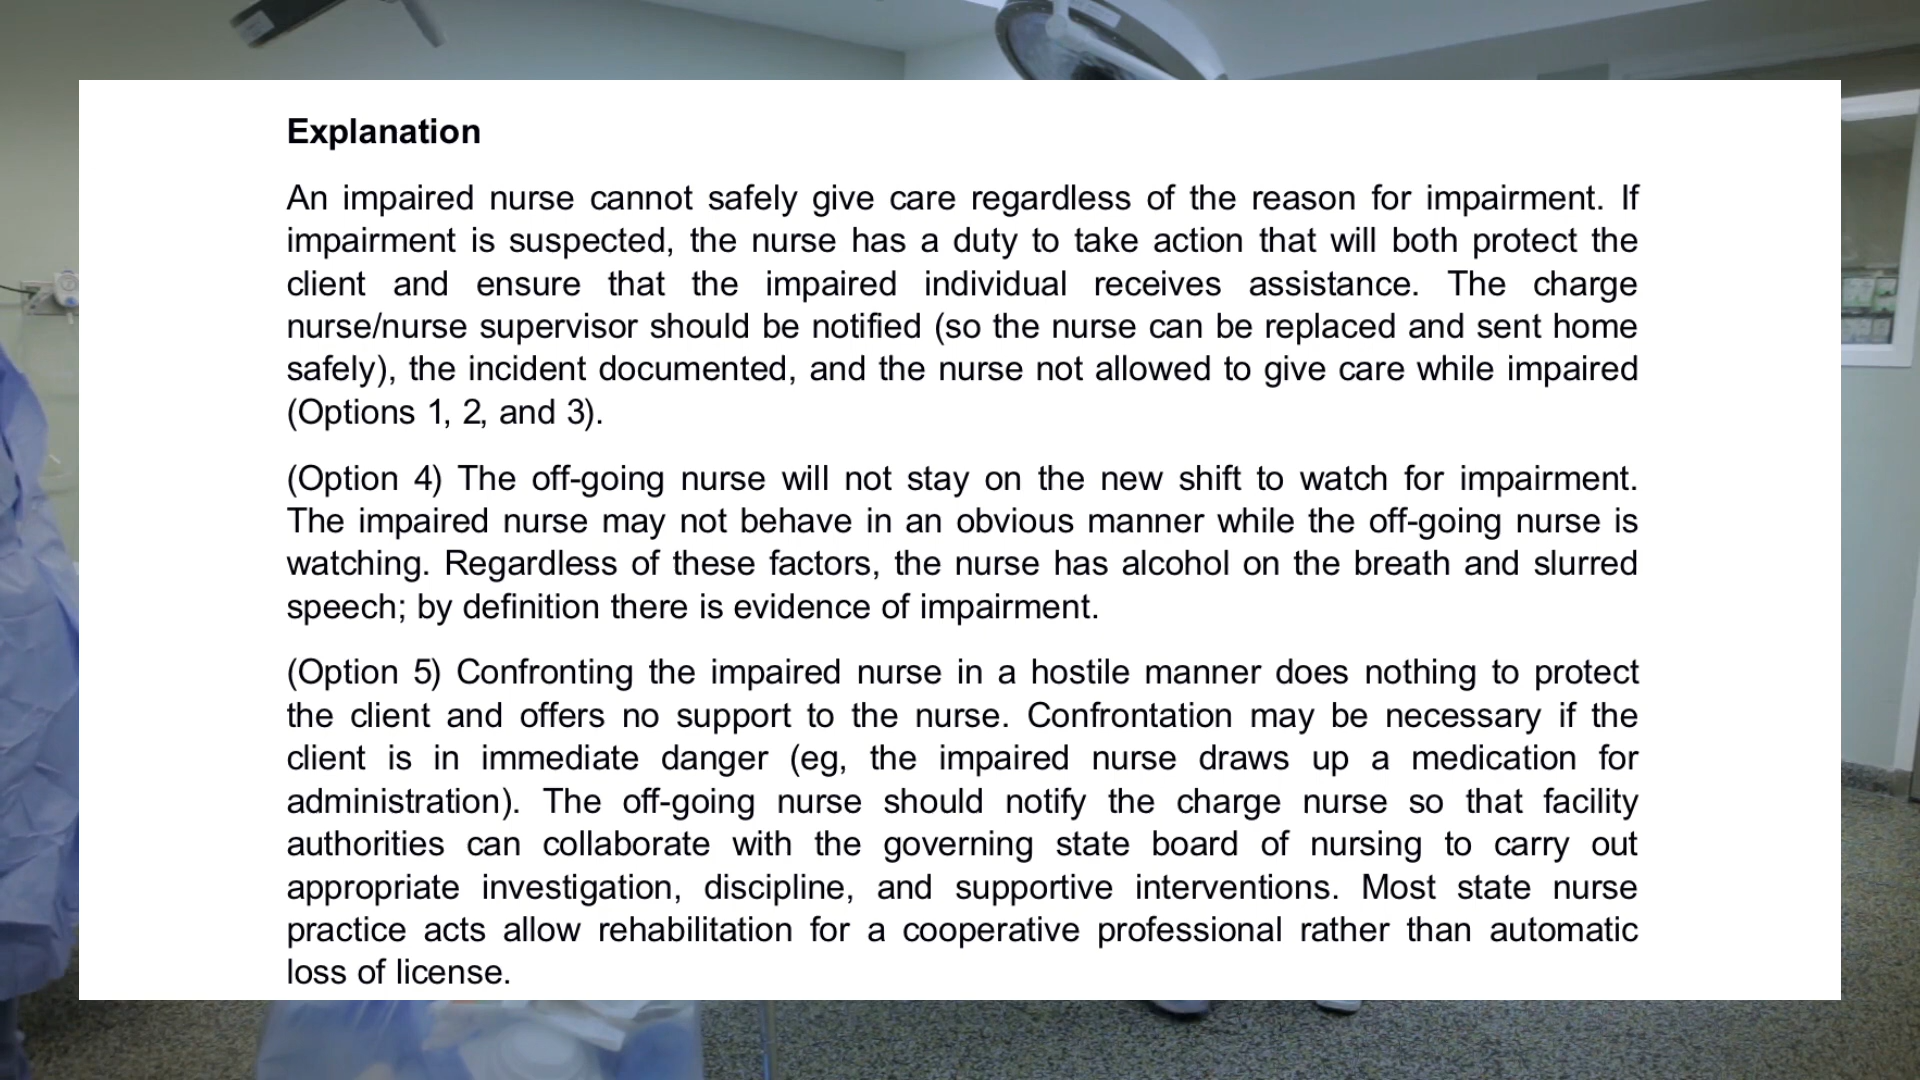 Explanation
An impaired nurse cannot safely give care regardless of the reason for impairment. If
impairment is suspected, the nurse has a duty to take action that will both protect the
client and ensure that the impaired individual receives assistance. The charge
nurse/nurse supervisor should be notified (so the nurse can be replaced and sent home
safely), the incident documented, and the nurse not allowed to give care while impaired
(Options 1, 2, and 3).
(Option 4) The off-going nurse will not stay on the new shift to watch for impairment.
The impaired nurse may not behave in an obvious manner while the off-going nurse is
watching. Regardless of these factors, the nurse has alcohol on the breath and slurred
speech; by definition there is evidence of impairment.
(Option 5) Confronting the impaired nurse in a hostile manner does nothing to protect
the client and offers no support to the nurse. Confrontation may be necessary if the
client is in immediate danger (eg, the impaired nurse draws up a medication for
administration). The off-going nurse should notify the charge nurse so that facility
authorities can collaborate with the governing state board of nursing to carry out
appropriate investigation, discipline, and supportive interventions. Most state nurse
practice acts allow rehabilitation for a cooperative professional rather than automatic
loss of license.